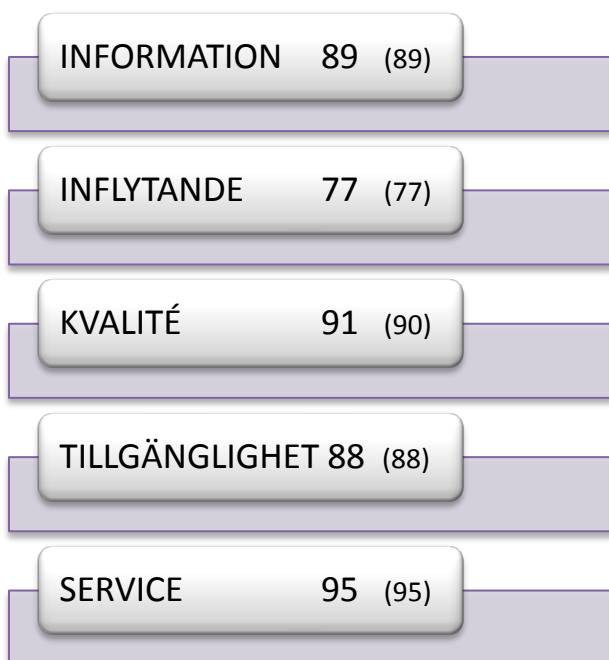 INFORMATION 89 (89)
INFLYTANDE 77 (77)
KVALITÉ 91 (90)
TILLGÄNGLIGHET 88 (88)
SERVICE 95 (95)